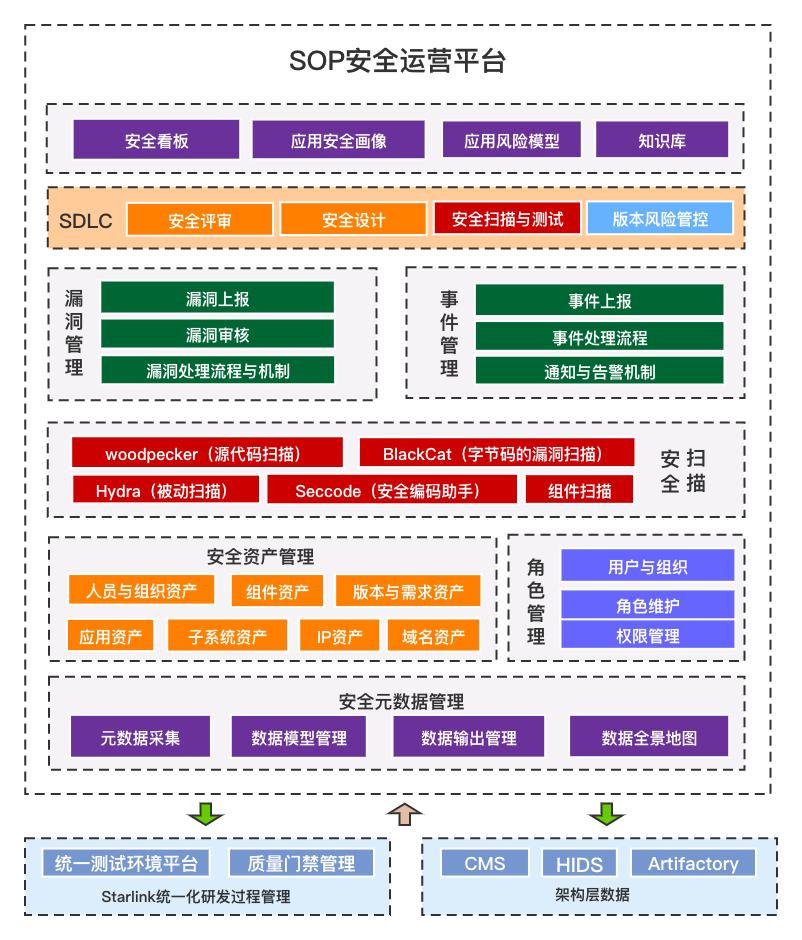 SOP安全运营平台
安全看板
应用安全画像
应用风险模型
知识库
SDLC
安全评审
安全设计
安全扫描与测试
版本风险管控
漏洞管理
漏洞上报
漏洞审核
漏洞处理流程与机制
事件管理
事件上报
事件处理流程
通知与告警机制
woodpecker（源代码扫描）
BlackCat（字节码的漏洞扫描）
Hydra（被动扫描）
Seccode（安全编码助手）
组件扫描
安全
扫描
安全资产管理
人员与组织资产
组件资产
版本与需求资产
应用资产
子系统资产
IP资产
域名资产
角色管理
用户与组织
角色维护
权限管理
安全元数据管理
元数据采集
数据模型管理
数据输出管理
数据全景地图
统一测试环境平台
质量门禁管理
Starlink统一化研发过程管理
CMS
HIDS
Artifactory
架构层数据